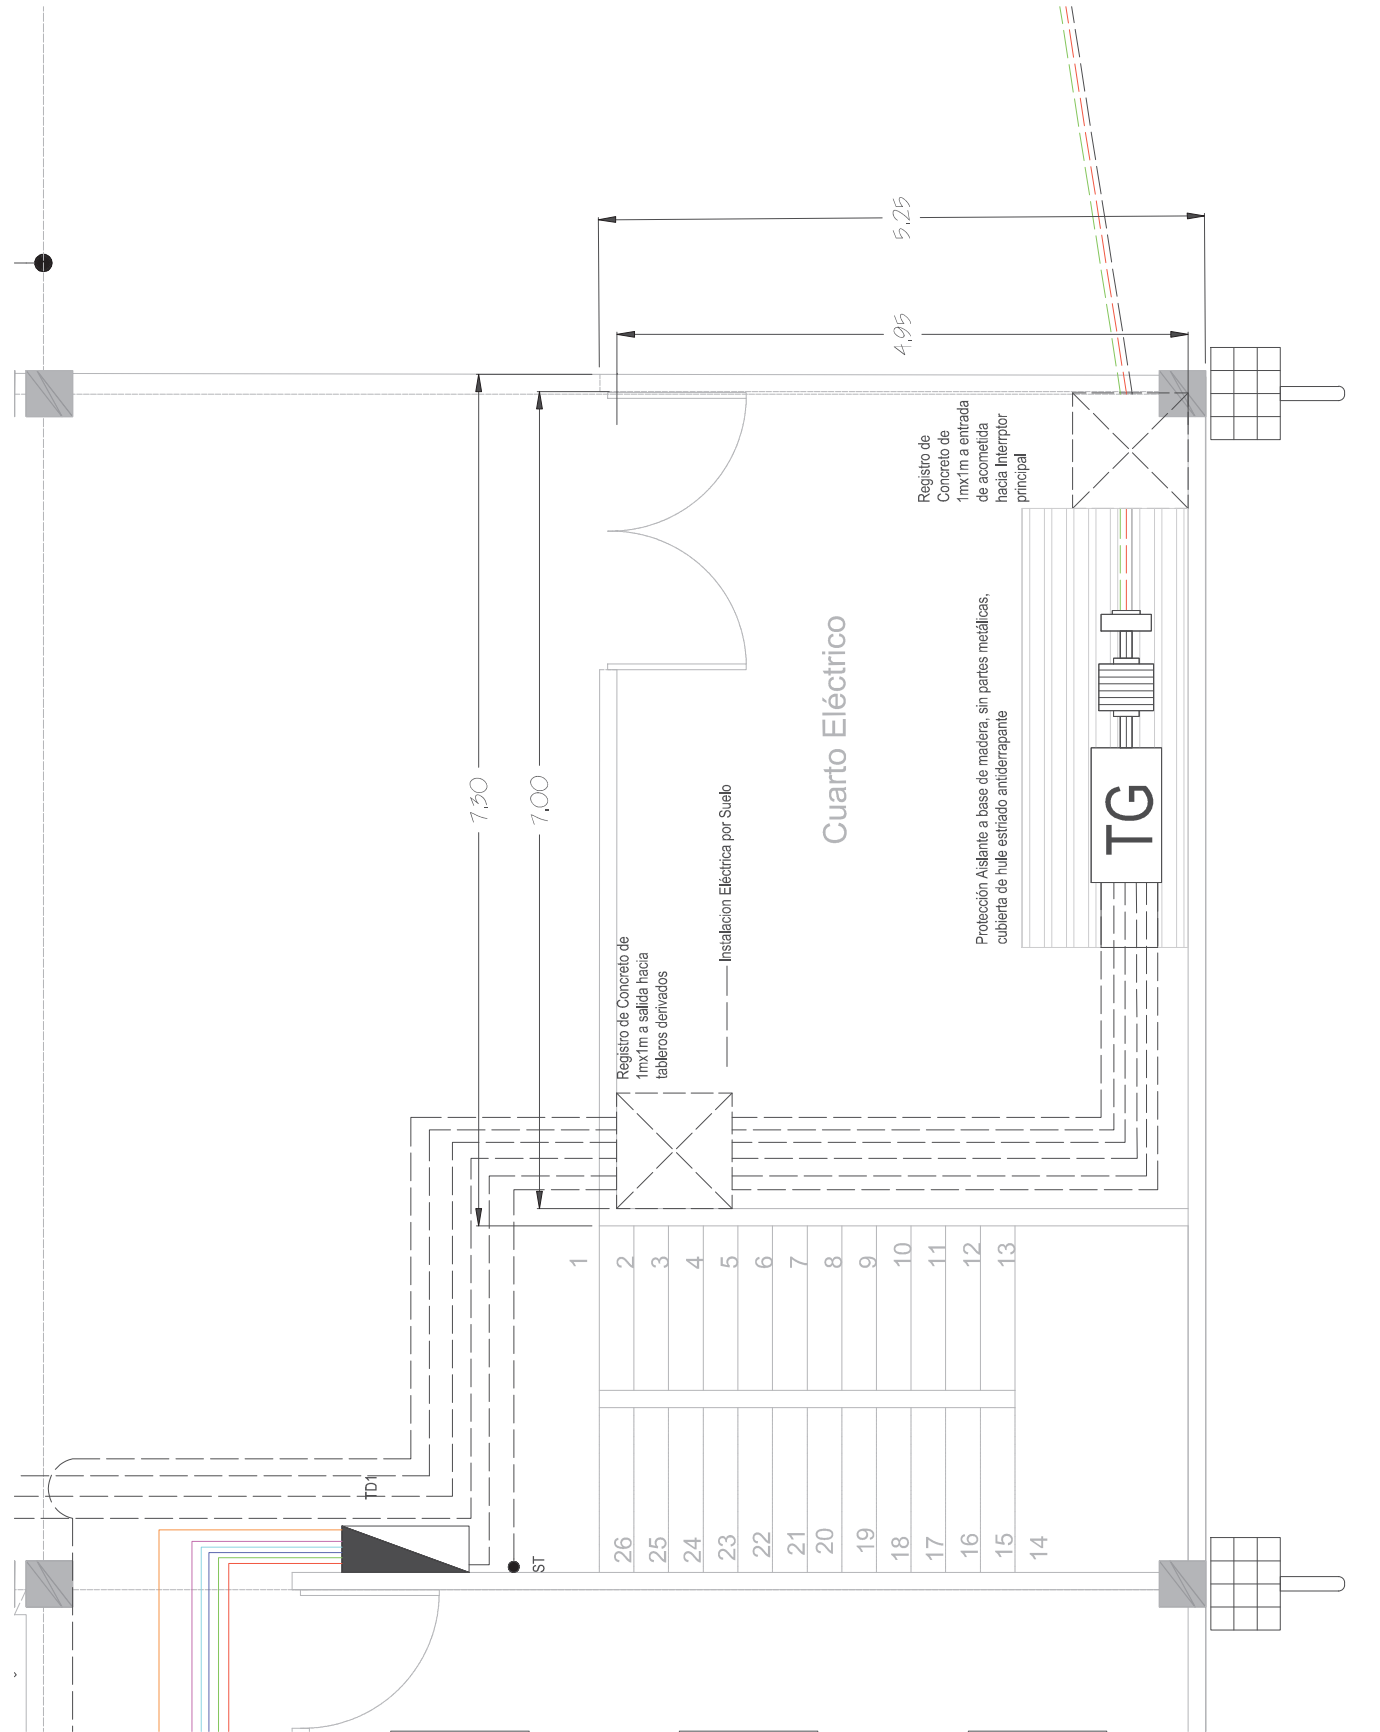 5,25
4,95
7,30
7,00
Registro de
Concreto de
1mx1m a entrada
de acometida
hacia Interrptor
principal
Protección Aislante a base de madera, sin partes metálicas,
cubierta de hule estriado antiderrapante
Cuarto Eléctrico
TG
Instalacion Eléctrica por Suelo
Registro de Concreto de
1mx1m a salida hacia
tableros derivados
1
2
3
4
5
6
7
8
9
10
11
12
13
26
25
24
23
22
21
20
19
18
17
16
15
14
TD1
ST